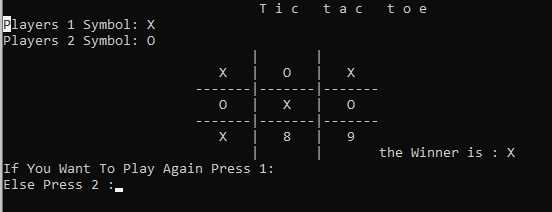 T i c t a c t o e
Players 1 Symbol: X
Players 2 Symbol: O
X | O | X
O | X | O
X | 8 | 9
the Winner is : X
If You Want To Play Again Press 1:
Else Press 2 :